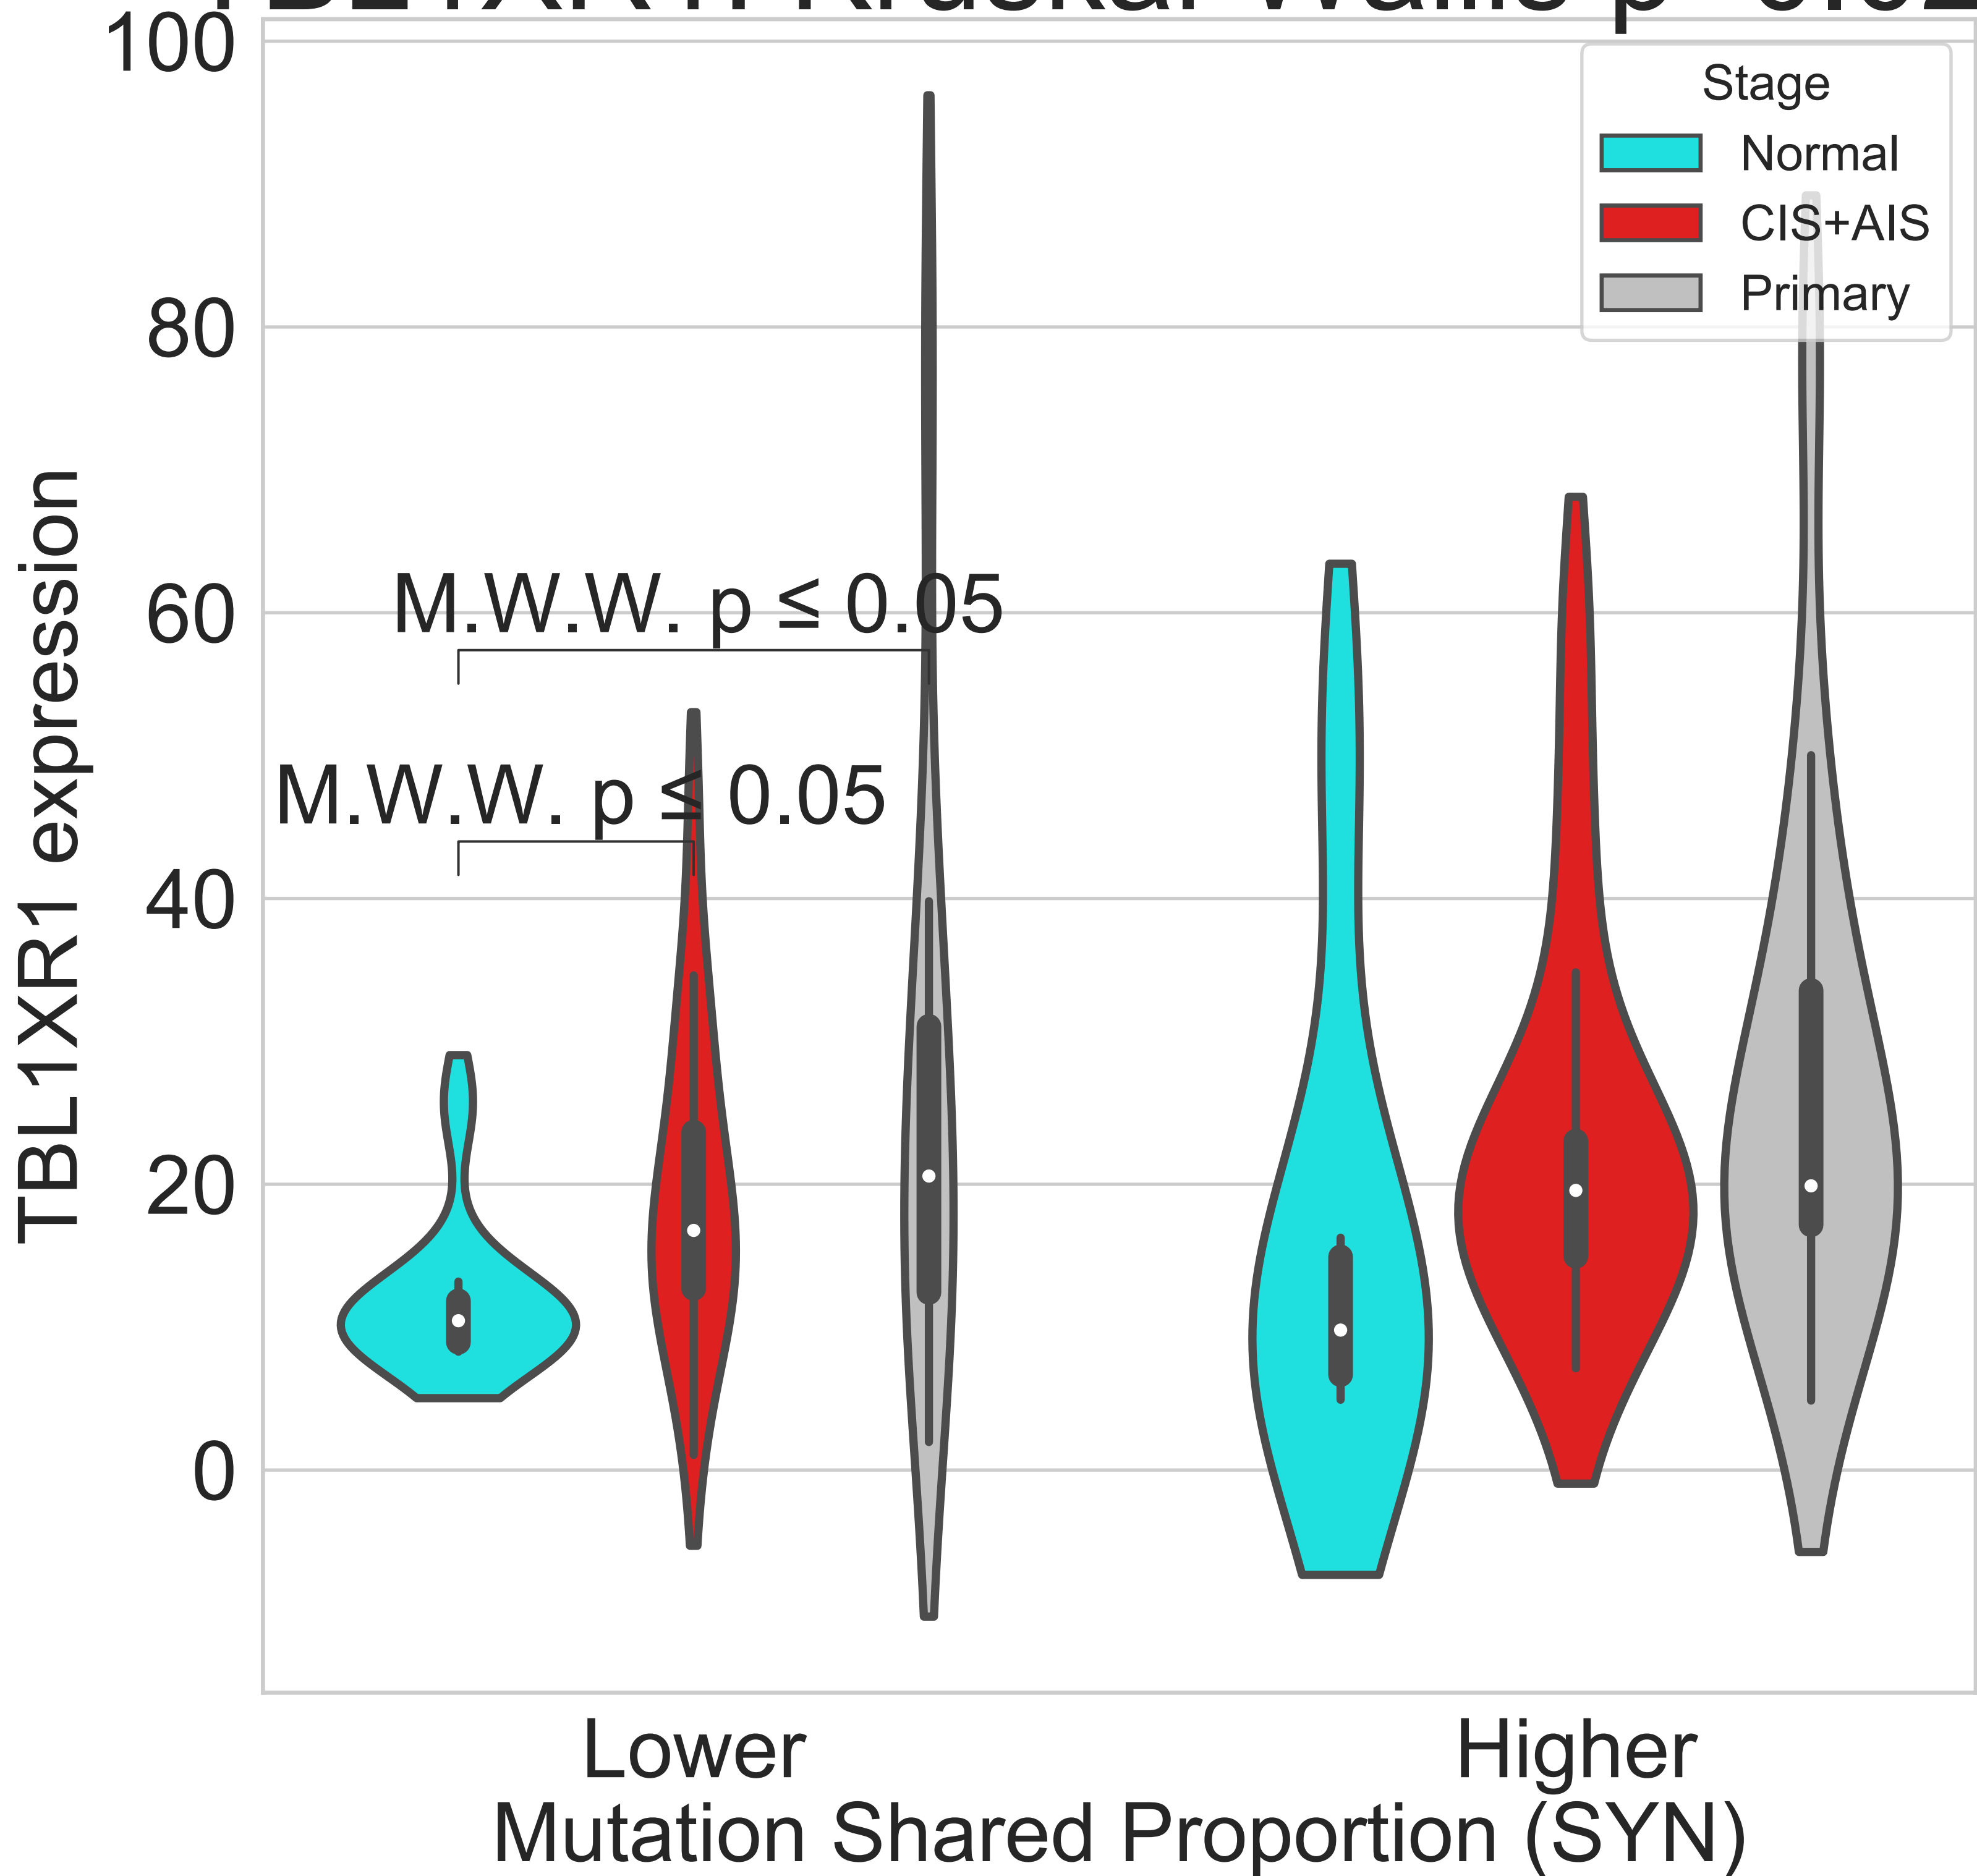 100
80
60
40
20
0
TBL1XR1 expression
Stage
Normal
CIS+AIS
Primary
M.W.W. p ≤ 0.05
M.W.W. p ≤ 0.05
Lower
Higher
Mutation Shared Proportion (SYN)